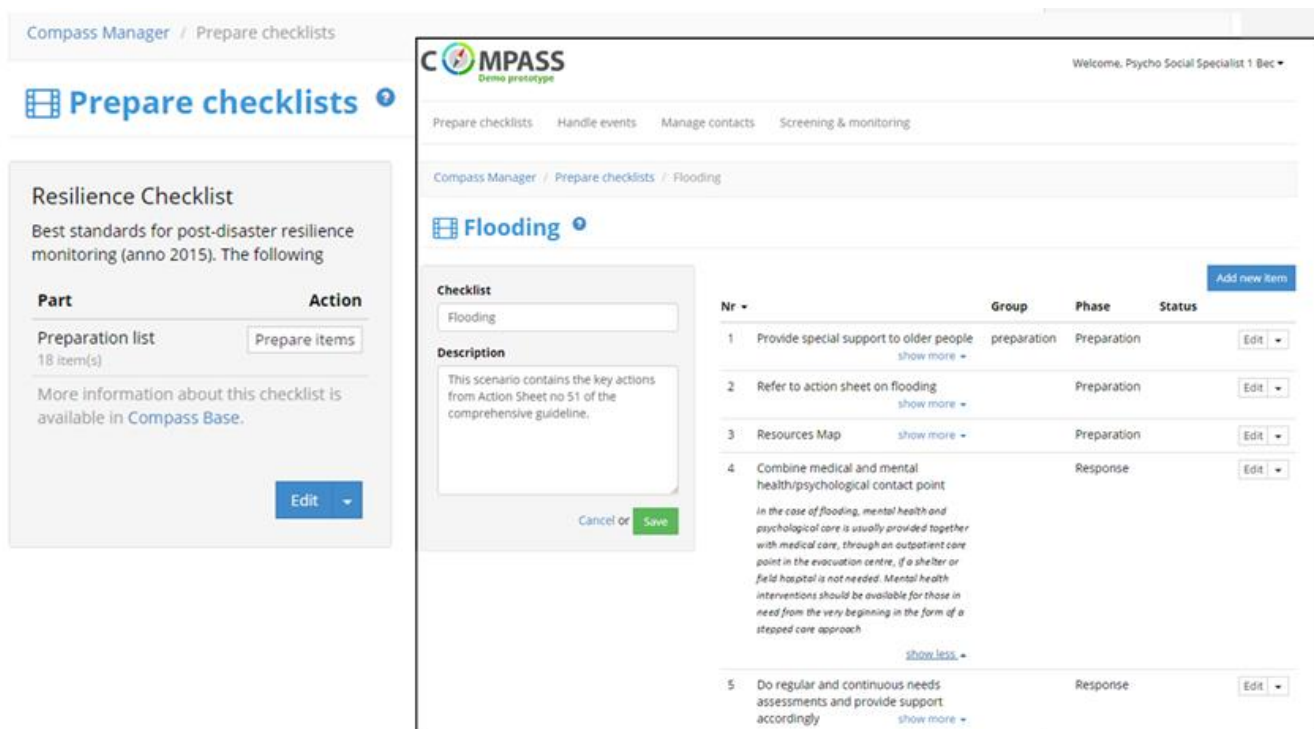 Compass Manager / Prepare checklists
Prepare checklists ?
Resilience Checklist
Best standards for post-disaster resilience
monitoring (anno 2015). The following
Part Action
Preparation list Prepare items
18 item(s)
More information about this checklist is
available in Compass Base.
Edit
COMPASS
Demo prototype
Welcome, Psycho Social Specialist 1 Bec
Prepare checklists Handle events Manage contacts Screening & monitoring
Compass Manager / Prepare checklists / Flooding
Flooding ?
Checklist
Flooding
Description
This scenario contains the key actions
from Action Sheet no 51 of the
comprehensive guideline.
Cancel or Save
Add new item
Nr Group Phase Status
1 Provide special support to older people preparation Preparation Edit
show more
2 Refer to action sheet on flooding Preparation Edit
show more
3 Resources Map show more Preparation Edit
4 Combine medical and mental Response Edit
health/psychological contact point
In the case of flooding, mental health and
psychological care is usually provided together
with medical care, through an outpatient care
point in the evacuation centre, if a shelter or
field hospital is not needed. Mental health
interventions should be available for those in
need from the very beginning in the form of a
stepped care approach
show less
5 Do regular and continuous needs Response Edit
assessments and provide support
accordingly show more